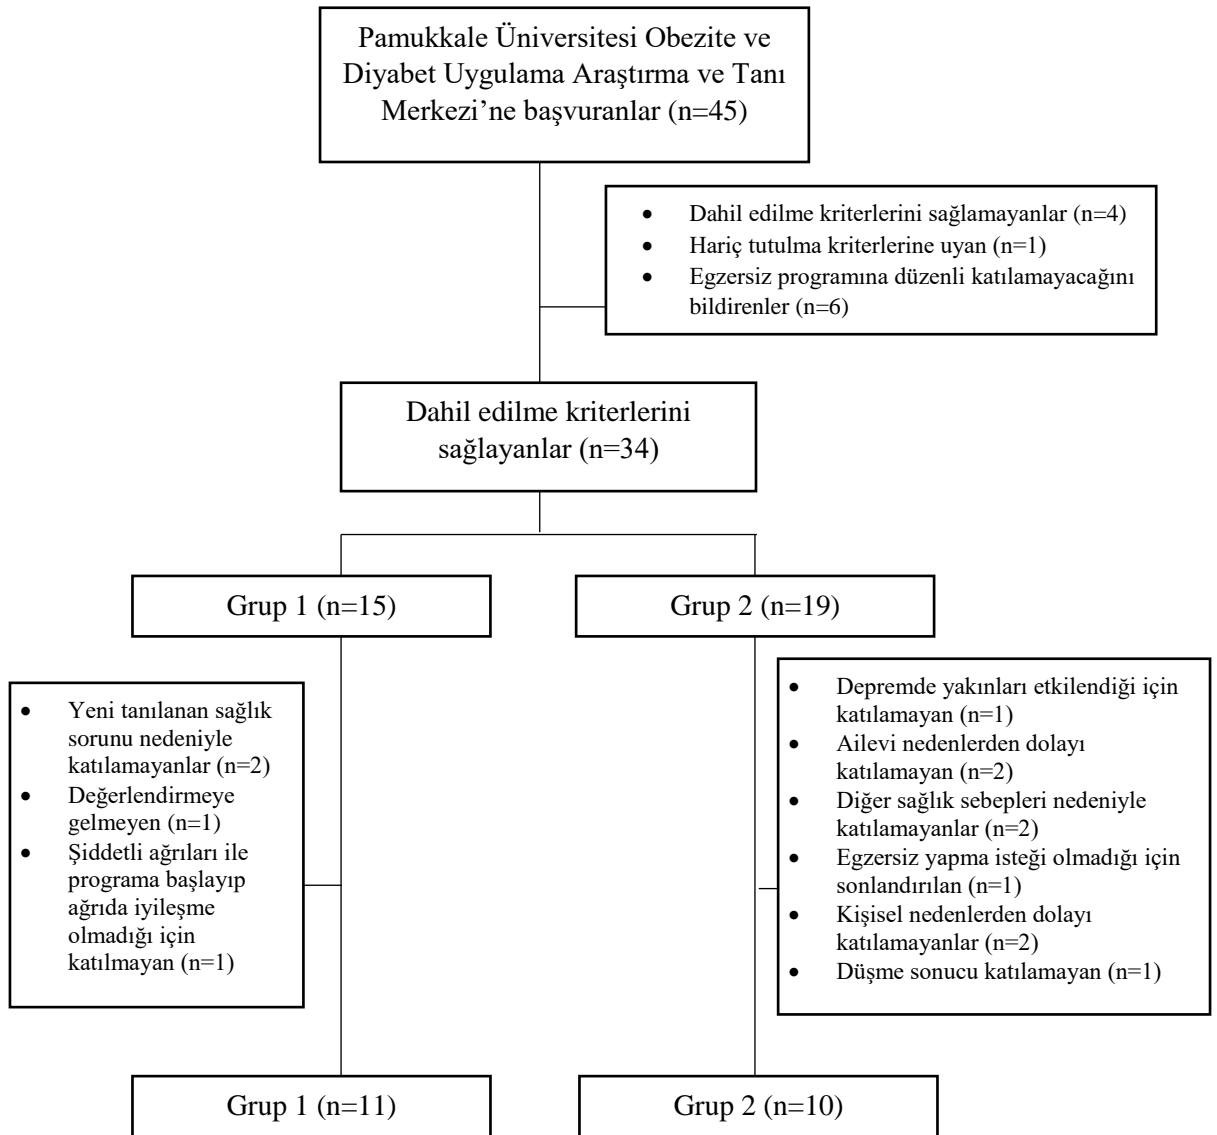 Pamukkale Üniversitesi Obezite ve
Diyabet Uygulama Araştırma ve Tanı
Merkezi’ne başvuranlar (n=45)
• Dahil edilme kriterlerini sağlamayanlar (n=4)
• Hariç tutulma kriterlerine uyan (n=1)
• Egzersiz programına düzenli katılamayacağını
bildirenler (n=6)
Dahil edilme kriterlerini
sağlayanlar (n=34)
Grup 1 (n=15)
Grup 2 (n=19)
• Yeni tanılanan sağlık
sorunu nedeniyle
katılamayanlar (n=2)
• Değerlendirmeye
gelmeyen (n=1)
• Şiddetli ağrıları ile
programa başlayıp
ağrıda iyileşme
olmadığı için
katılmayan (n=1)
• Depremde yakınları etkilendiği için
katılamayan (n=1)
• Ailevi nedenlerden dolayı
katılamayan (n=2)
• Diğer sağlık sebepleri nedeniyle
katılamayanlar (n=2)
• Egzersiz yapma isteği olmadığı için
sonlandırılan (n=1)
• Kişisel nedenlerden dolayı
katılamayanlar (n=2)
• Düşme sonucu katılamayan (n=1)
Grup 1 (n=11)
Grup 2 (n=10)